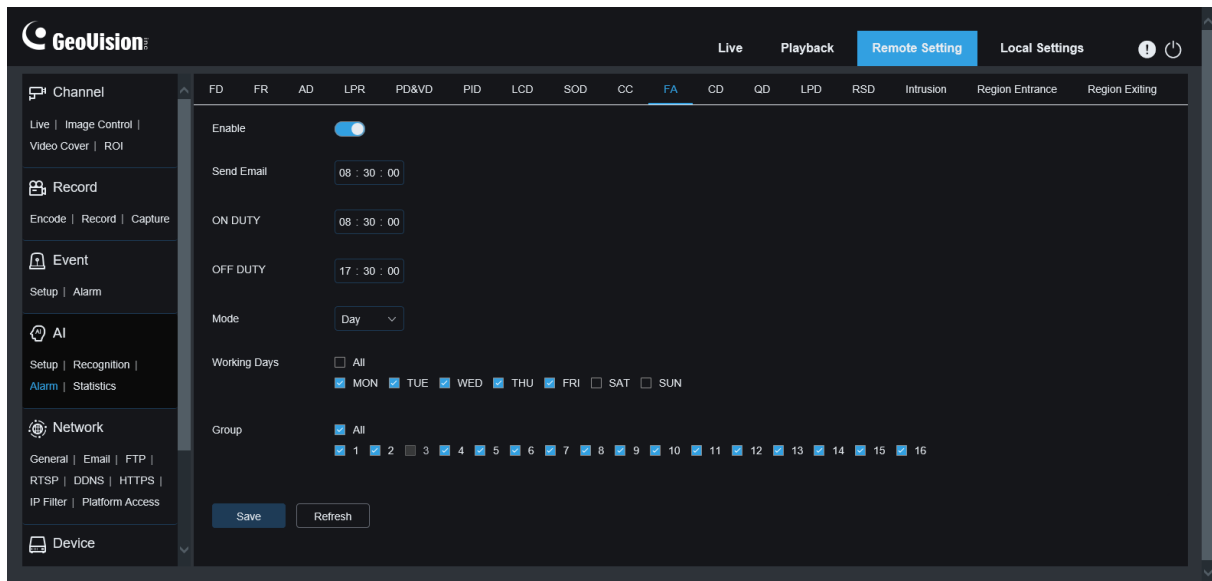 GeoVision inc
Live Playback Remote Setting Local Settings
Channel
Live | Image Control |
Video Cover | ROI
Record
Encode | Record | Capture
Event
Setup | Alarm
AI
Setup | Recognition |
Alarm | Statistics
Network
General | Email | FTP |
RTSP | DDNS | HTTPS |
IP Filter | Platform Access
Device
FD FR AD LPR PD&VD PID LCD SOD CC FA CD QD LPD RSD Intrusion Region Entrance Region Exiting
Enable
Send Email 08 : 30 : 00
ON DUTY 08 : 30 : 00
OFF DUTY 17 : 30 : 00
Mode Day
Working Days All
MON TUE WED THU FRI SAT SUN
Group All
1 2 3 4 5 6 7 8 9 10 11 12 13 14 15 16
Save Refresh